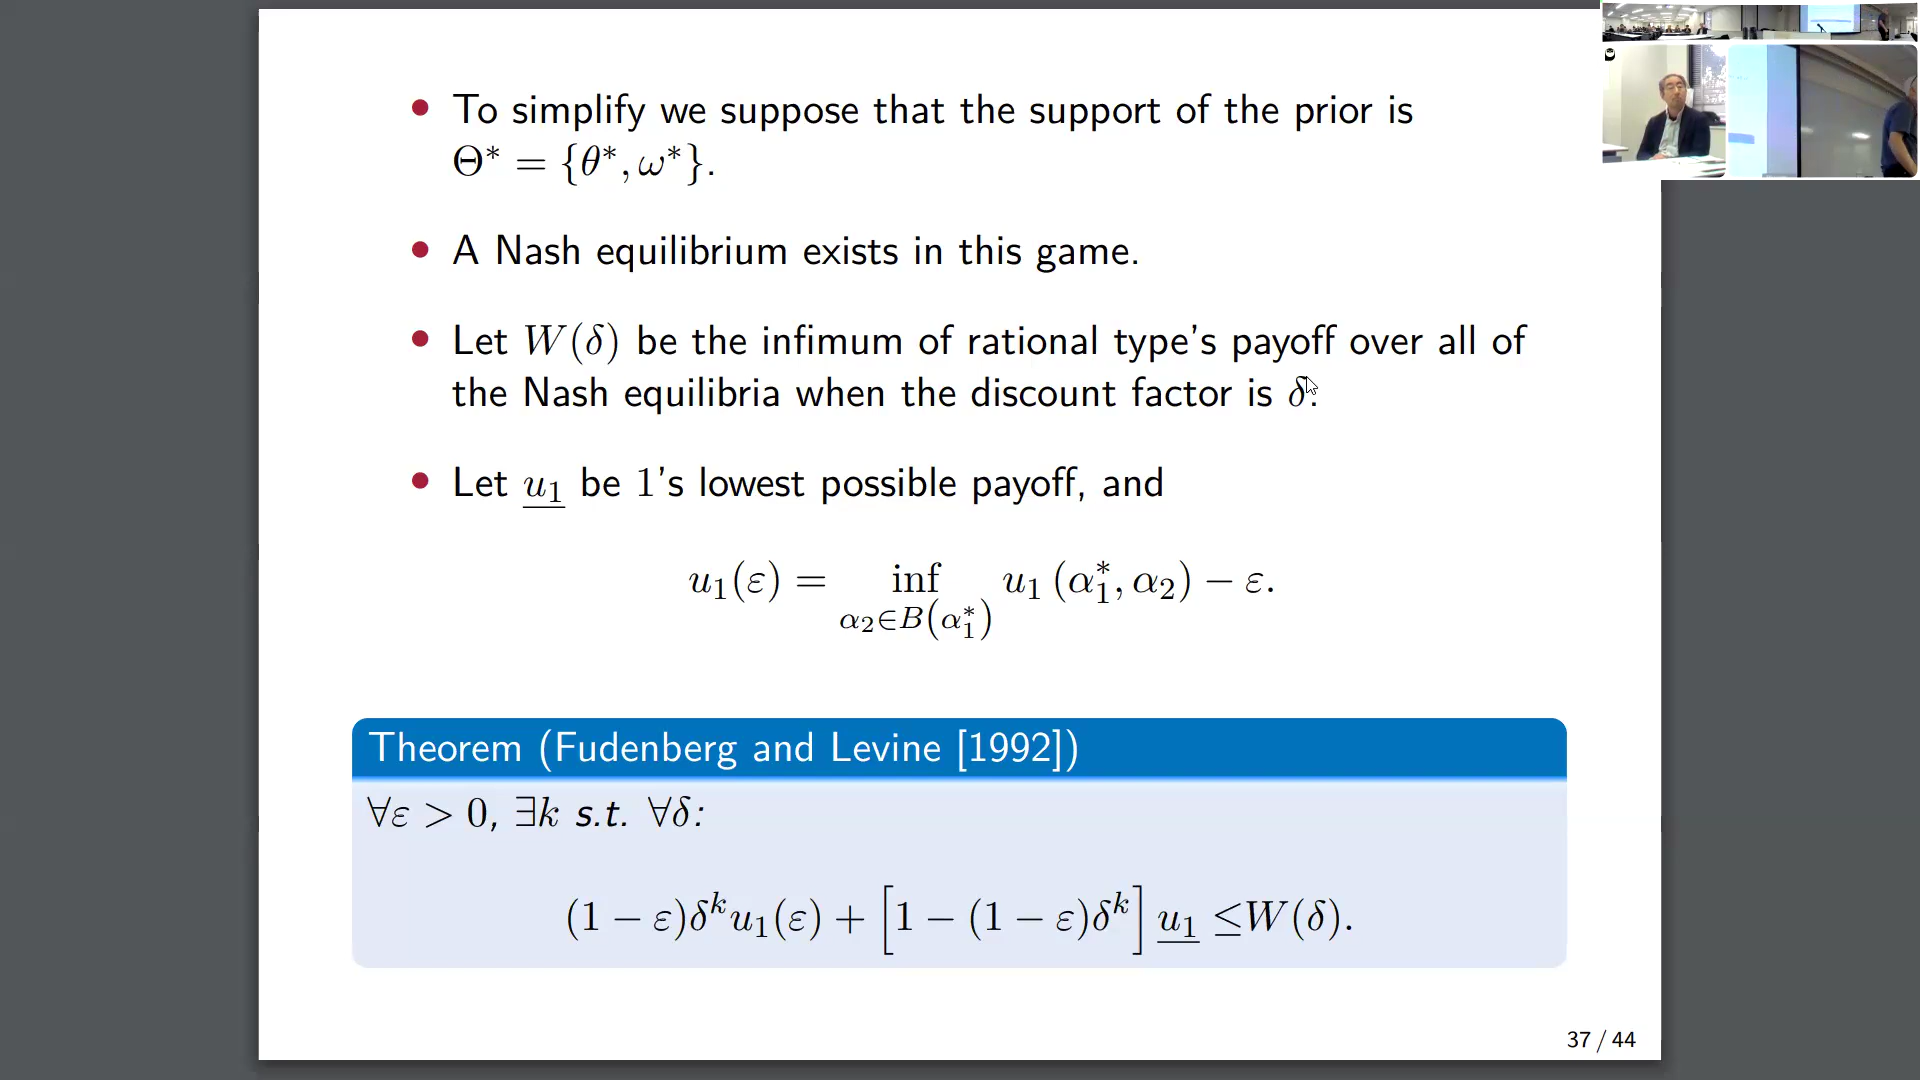 • To simplify we suppose that the support of the prior is
Θ* = {θ*, ω*}.
• A Nash equilibrium exists in this game.
• Let W(δ) be the infimum of rational type's payoff over all of
the Nash equilibria when the discount factor is δ.
• Let u₁ be 1's lowest possible payoff, and
u₁(ε) = inf u₁ (α₁*, α₂) − ε.
α₂∈B(α₁*)
Theorem (Fudenberg and Levine [1992])
∀ε > 0, ∃k s.t. ∀δ:
(1 − ε)δᵏu₁(ε) + [1 − (1 − ε)δᵏ] u₁ ≤W(δ).
37 / 44